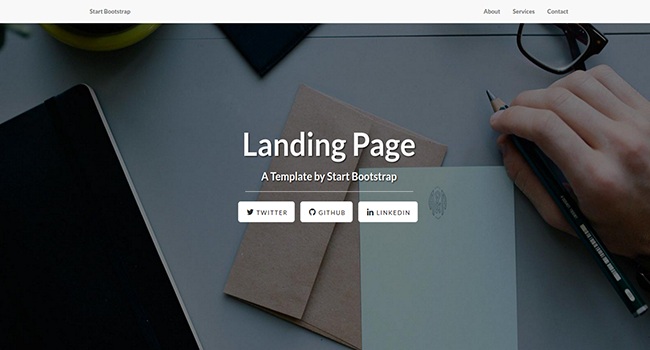 Start Bootstrap
About Services Contact
Landing Page
A Template by Start Bootstrap
TWITTER GITHUB LINKEDIN